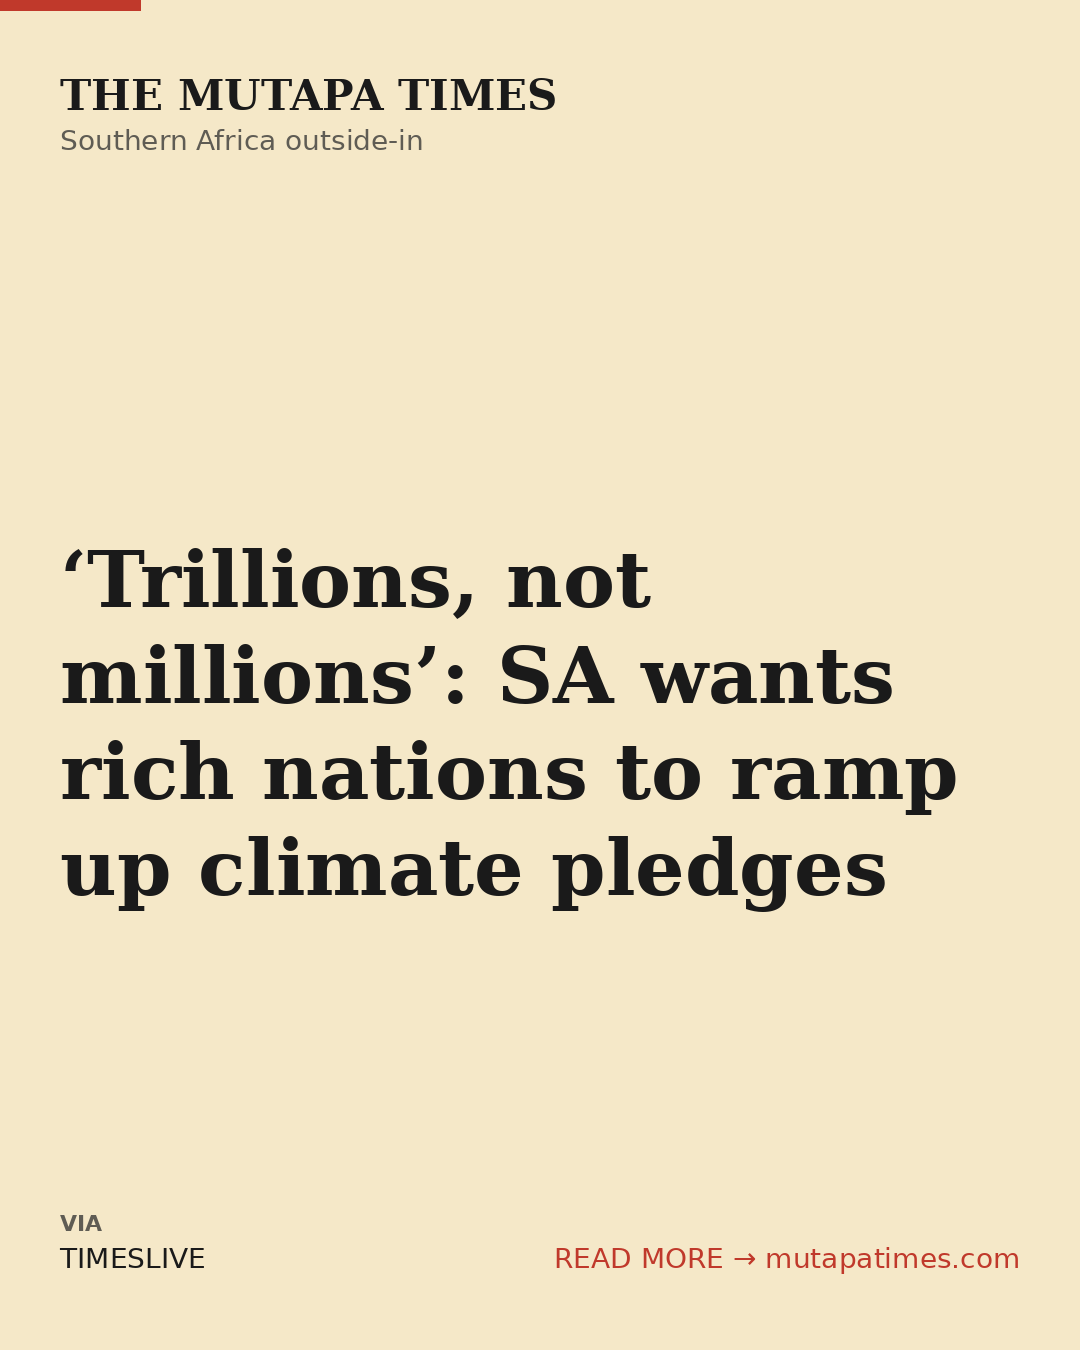 THE MUTAPA TIMES
Southern Africa outside-in
‘Trillions, not
millions’: SA wants
rich nations to ramp
up climate pledges
VIA
TIMESLIVE
READ MORE → mutapatimes.com